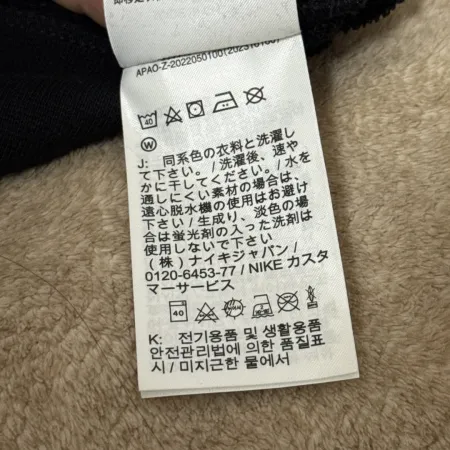 APAO-Z-2022050100(20231016U)
40
W
J: 同系色の衣料と洗濯し
て下さい。/ 洗濯後、速や
かに干してください。/ 水を
通しにくい素材の場合は、
遠心脱水機の使用はお避け
下さい / 生成り、淡色の場
合は蛍光剤の入った洗剤は
使用しないで下さい
(株) ナイキジャパン /
0120-6453-77 / NIKE カスタ
マーサービス
40
K: 전기용품 및 생활용품
안전관리법에 의한 품질표
시 / 미지근한 물에서